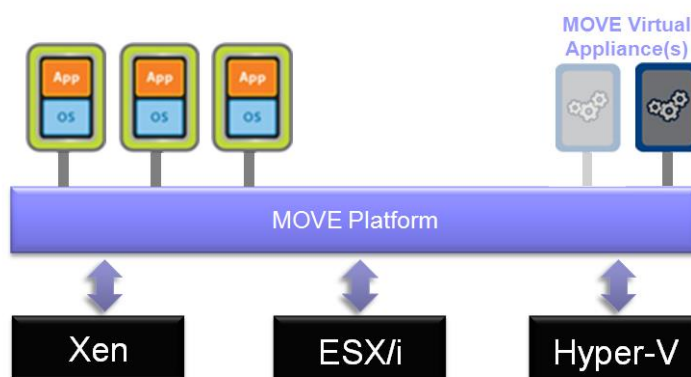 MOVE Virtual
Appliance(s)
App
App
App
OS
OS
OS
MOVE Platform
Xen
ESX/i
Hyper-V